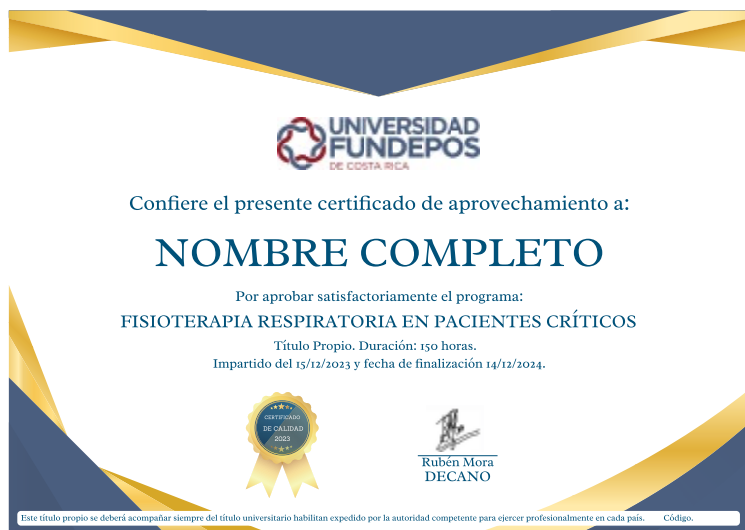 UNIVERSIDAD
FUNDEPOS
DE COSTA RICA
Confiere el presente certificado de aprovechamiento a:
NOMBRE COMPLETO
Por aprobar satisfactoriamente el programa:
FISIOTERAPIA RESPIRATORIA EN PACIENTES CRÍTICOS
Título Propio. Duración: 150 horas.
Impartido del 15/12/2023 y fecha de finalización 14/12/2024.
CERTIFICADO
DE CALIDAD
2023
Rubén Mora
DECANO
Este título propio se deberá acompañar siempre del título universitario habilitan expedido por la autoridad competente para ejercer profesionalmente en cada país. Código.